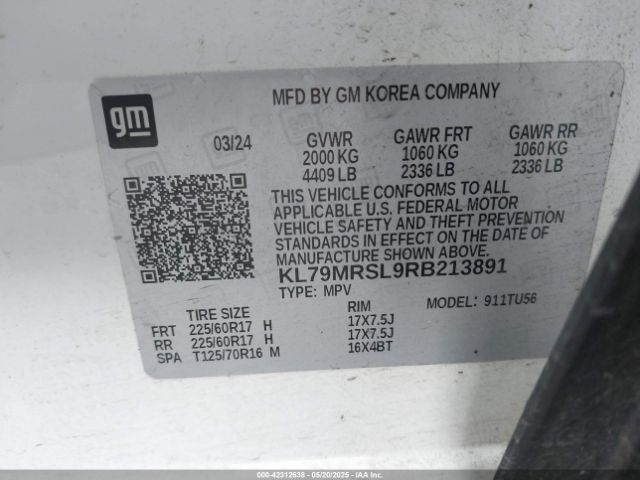 gm
MFD BY GM KOREA COMPANY
03/24 GVWR GAWR FRT GAWR RR
2000 KG 1060 KG 1060 KG
4409 LB 2336 LB 2336 LB
THIS VEHICLE CONFORMS TO ALL
APPLICABLE U.S. FEDERAL MOTOR
VEHICLE SAFETY AND THEFT PREVENTION
STANDARDS IN EFFECT ON THE DATE OF
MANUFACTURE SHOWN ABOVE.
KL79MRSL9RB213891
TYPE: MPV MODEL: 911TU56
TIRE SIZE RIM
FRT 225/60R17 H 17X7.5J
RR 225/60R17 H 17X7.5J
SPA T125/70R16 M 16X4BT
000-42312638 - 05/20/2025 - IAAI.COM